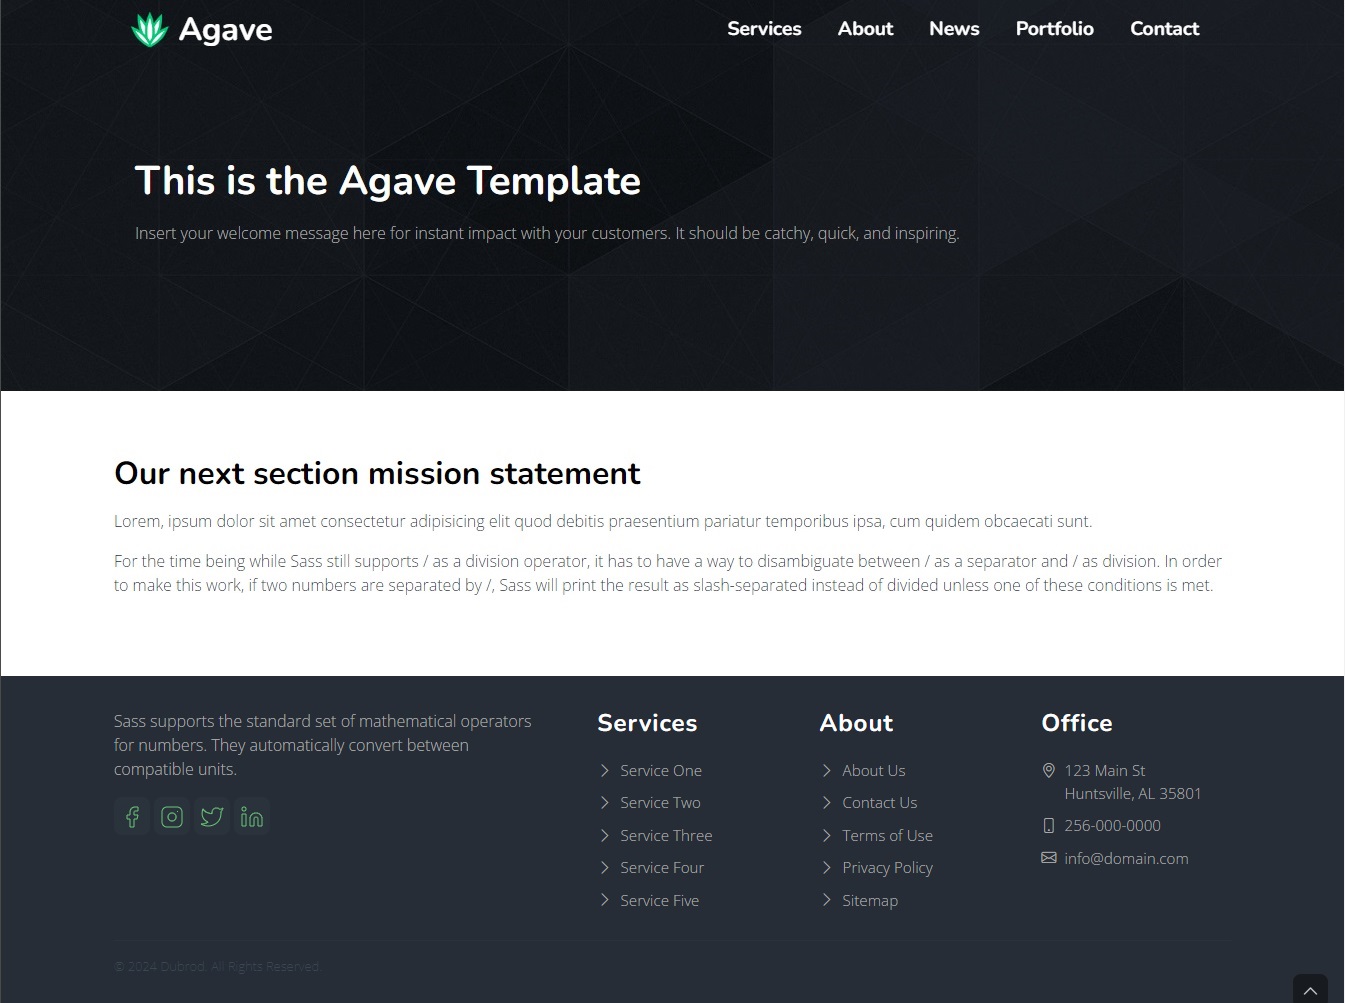 Agave
Services About News Portfolio Contact
This is the Agave Template
Insert your welcome message here for instant impact with your customers. It should be catchy, quick, and inspiring.
Our next section mission statement
Lorem, ipsum dolor sit amet consectetur adipisicing elit quod debitis praesentium pariatur temporibus ipsa, cum quidem obcaecati sunt.
For the time being while Sass still supports / as a division operator, it has to have a way to disambiguate between / as a separator and / as division. In order
to make this work, if two numbers are separated by /, Sass will print the result as slash-separated instead of divided unless one of these conditions is met.
Sass supports the standard set of mathematical operators
for numbers. They automatically convert between
compatible units.
Services
Service One
Service Two
Service Three
Service Four
Service Five
About
About Us
Contact Us
Terms of Use
Privacy Policy
Sitemap
Office
123 Main St
Huntsville, AL 35801
256-000-0000
info@domain.com
© 2024 Dubrod. All Rights Reserved.